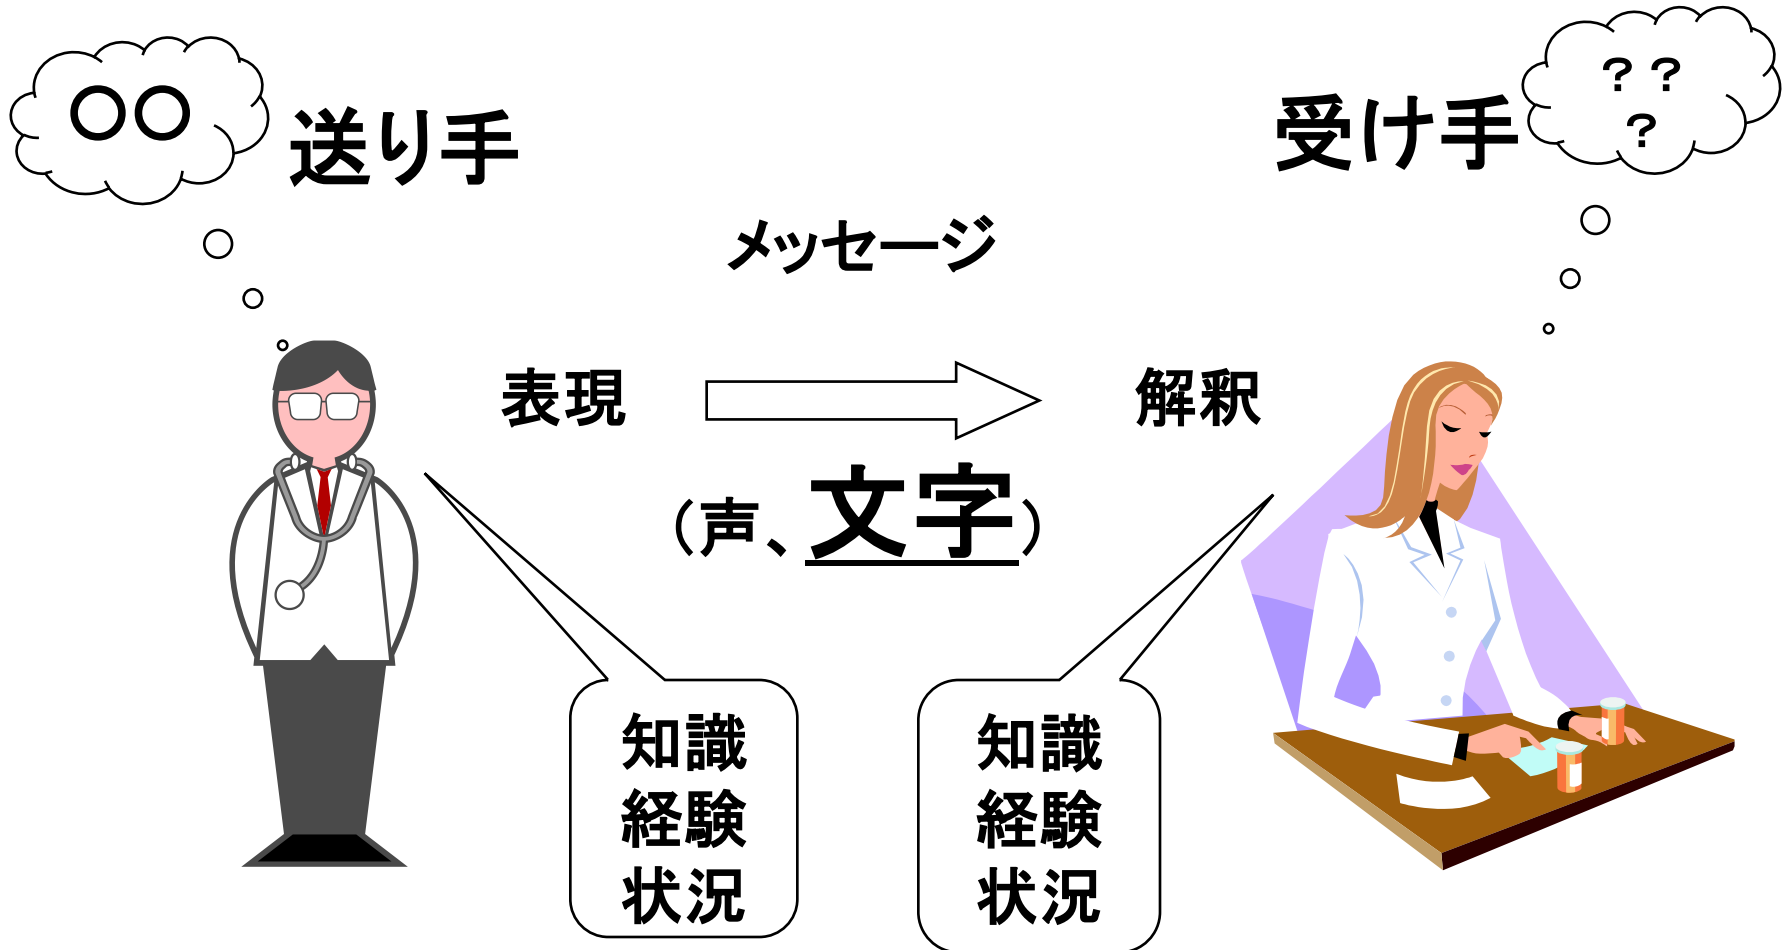 〇〇
送り手
受け手
？？
？
メッセージ
表現
解釈
（声、文字）
知識
経験
状況
知識
経験
状況